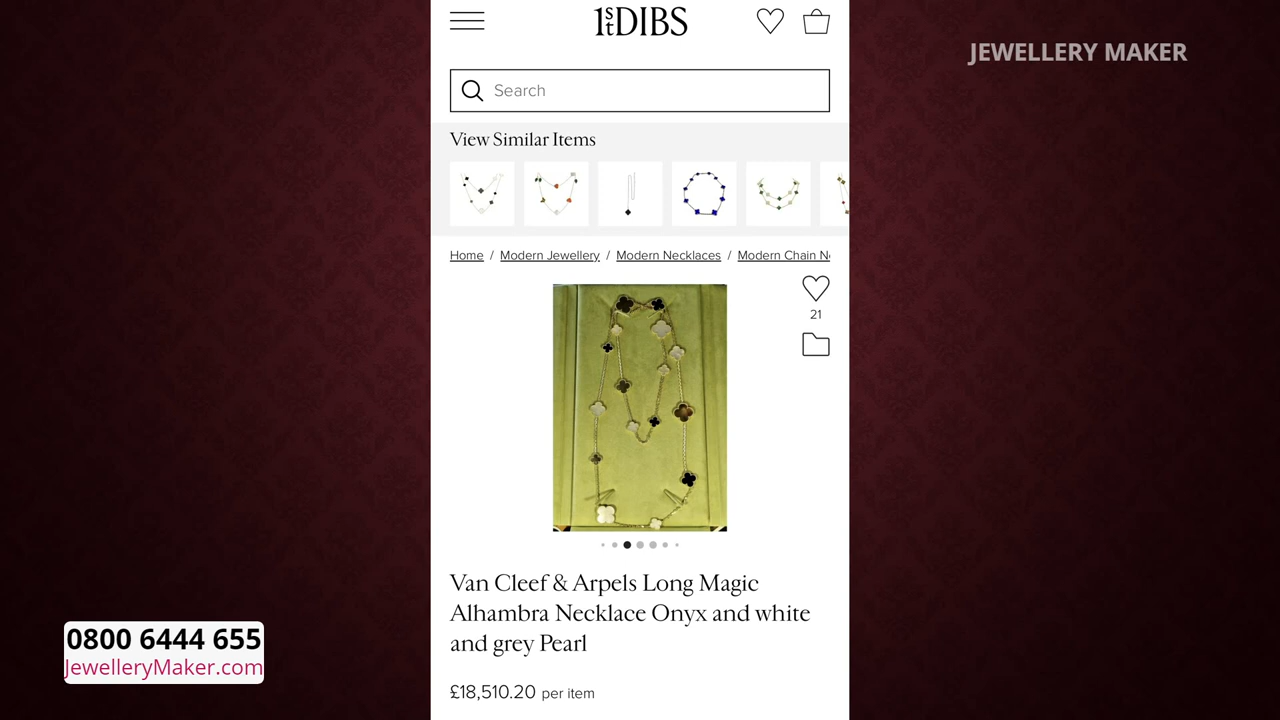 1stDIBS
JEWELLERY MAKER
Search
View Similar Items
Home / Modern Jewellery / Modern Necklaces / Modern Chain N
21
Van Cleef & Arpels Long Magic
Alhambra Necklace Onyx and white
and grey Pearl
£18,510.20 per item
0800 6444 655
JewelleryMaker.com